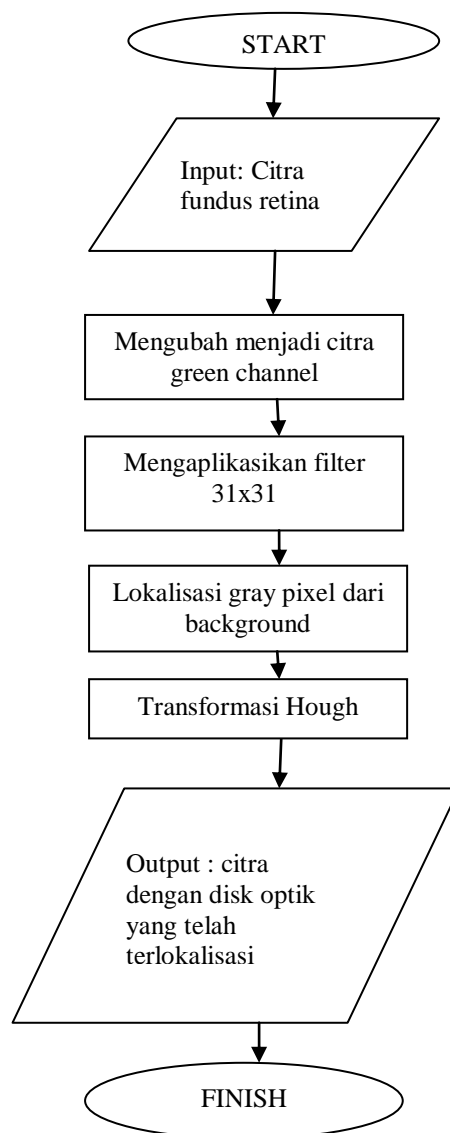 START
Input: Citra
fundus retina
Mengubah menjadi citra
green channel
Mengaplikasikan filter
31x31
Lokalisasi gray pixel dari
background
Transformasi Hough
Output : citra
dengan disk optik
yang telah
terlokalisasi
FINISH